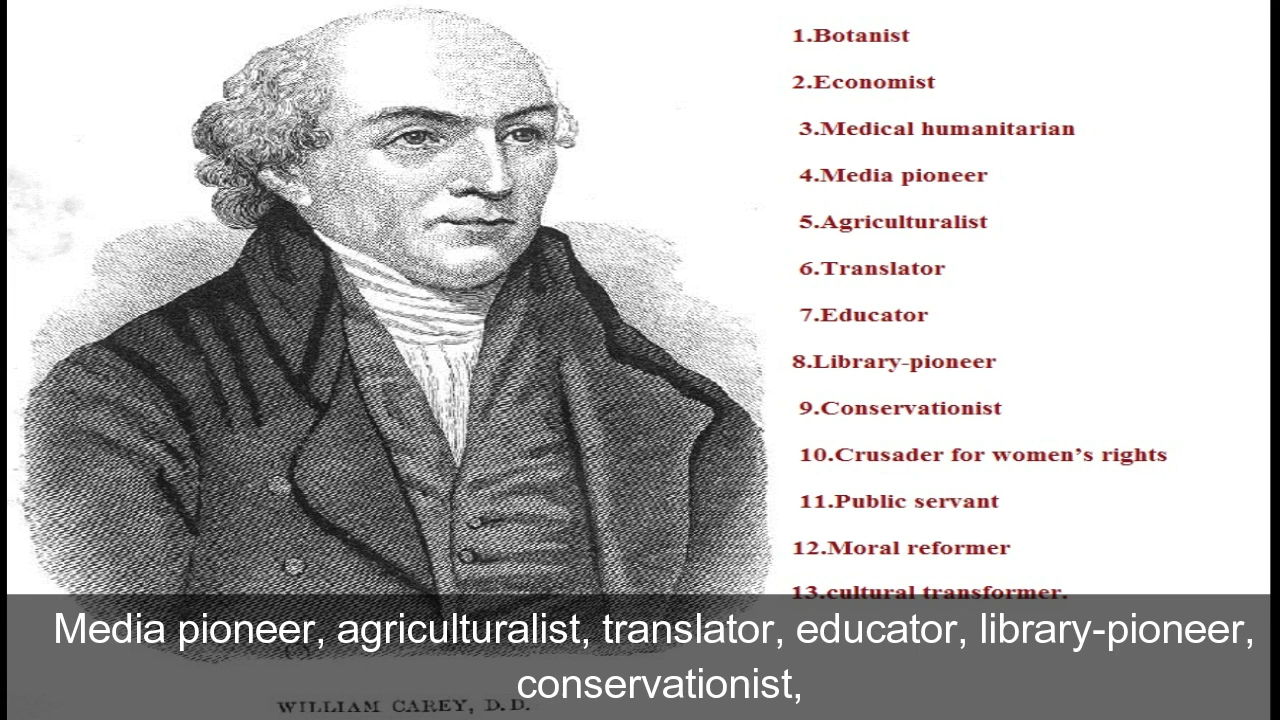 1.Botanist
2.Economist
3.Medical humanitarian
4.Media pioneer
5.Agriculturalist
6.Translator
7.Educator
8.Library-pioneer
9.Conservationist
10.Crusader for women's rights
11.Public servant
12.Moral reformer
13.cultural transformer.
Media pioneer, agriculturalist, translator, educator, library-pioneer,
conservationist,
WILLIAM CAREY, D.D.